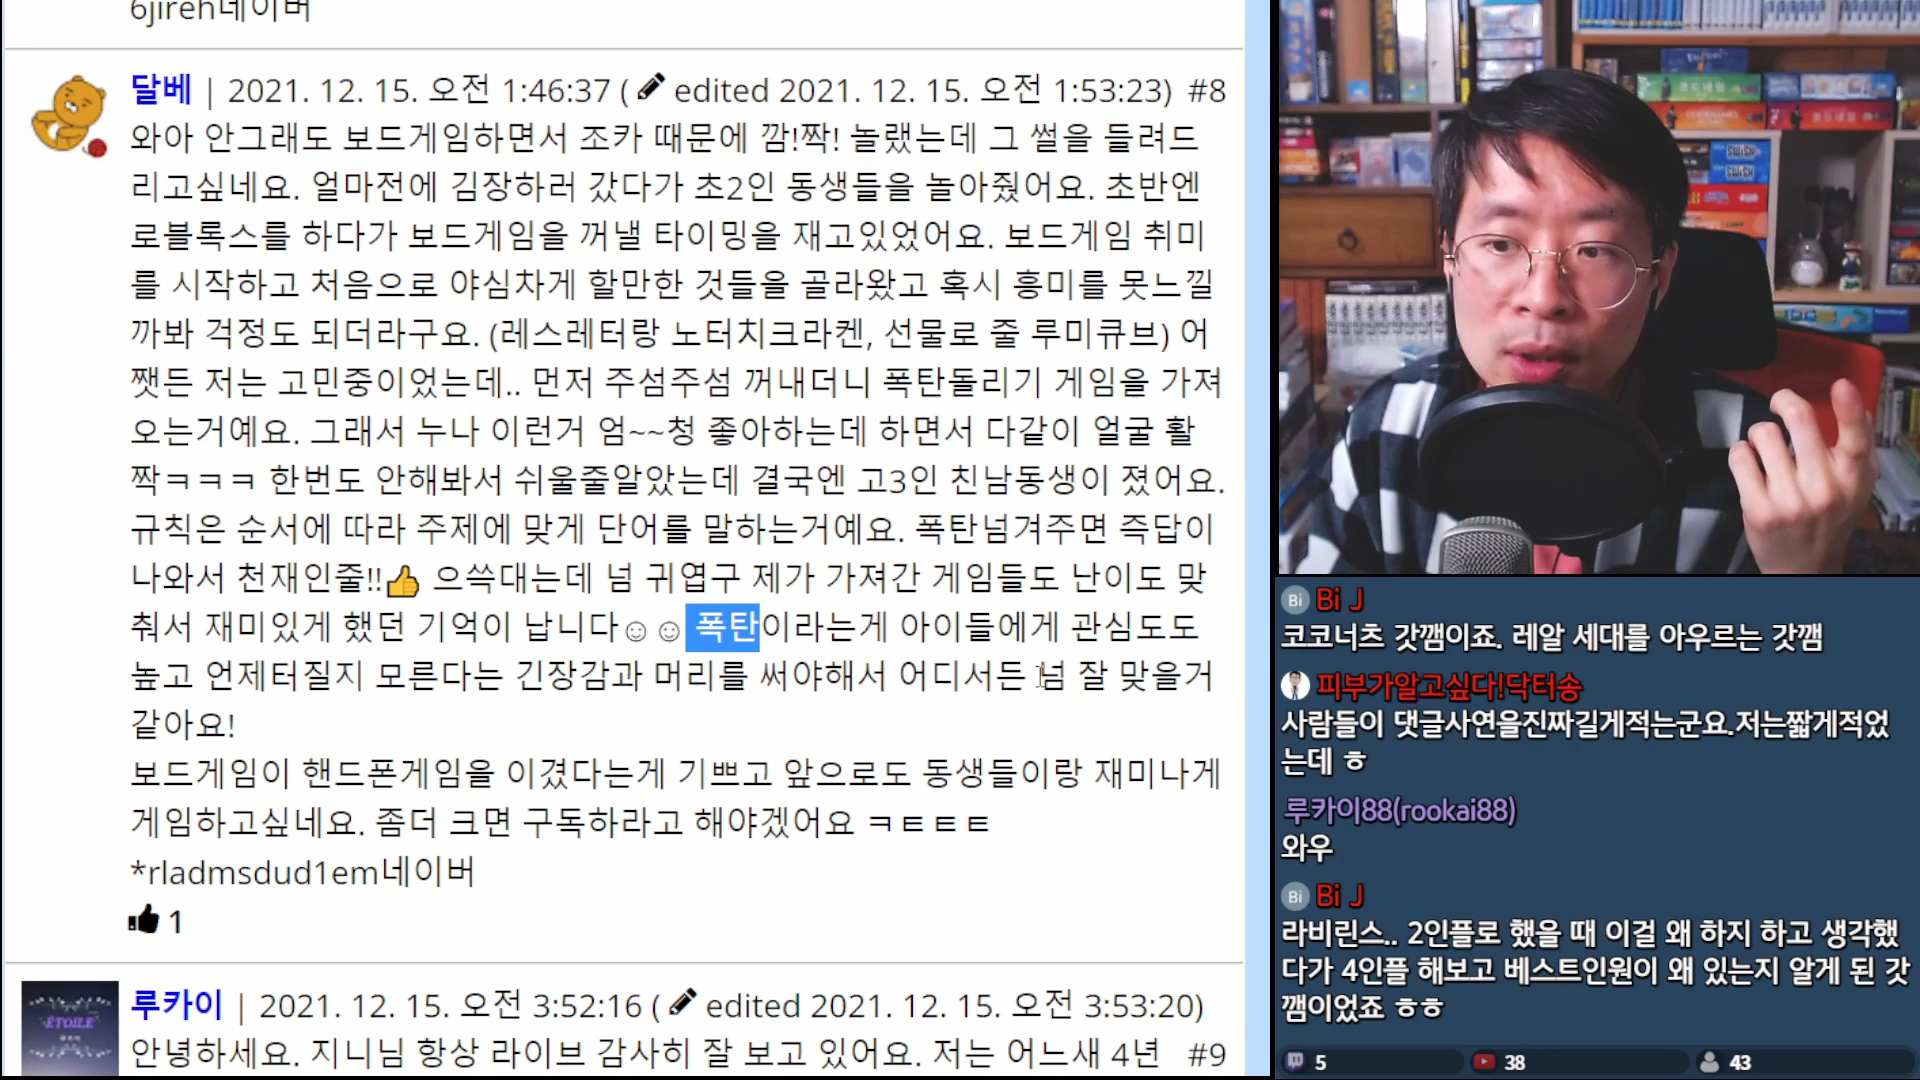 6jireh네이버
달베 | 2021. 12. 15. 오전 1:46:37 ( edited 2021. 12. 15. 오전 1:53:23) #8
와아 안그래도 보드게임하면서 조카 때문에 깜!짝! 놀랬는데 그 썰을 들려드
리고싶네요. 얼마전에 김장하러 갔다가 초2인 동생들을 놀아줬어요. 초반엔
로블록스를 하다가 보드게임을 꺼낼 타이밍을 재고있었어요. 보드게임 취미
를 시작하고 처음으로 야심차게 할만한 것들을 골라왔고 혹시 흥미를 못느낄
까봐 걱정도 되더라구요. (레스레터랑 노터치크라켄, 선물로 줄 루미큐브) 어
쨋든 저는 고민중이었는데.. 먼저 주섬주섬 꺼내더니 폭탄돌리기 게임을 가져
오는거예요. 그래서 누나 이런거 엄~~청 좋아하는데 하면서 다같이 얼굴 활
짝ㅋㅋㅋ 한번도 안해봐서 쉬울줄알았는데 결국엔 고3인 친남동생이 졌어요.
규칙은 순서에 따라 주제에 맞게 단어를 말하는거예요. 폭탄넘겨주면 즉답이
나와서 천재인줄!!👍 으쓱대는데 넘 귀엽구 제가 가져간 게임들도 난이도 맞
춰서 재미있게 했던 기억이 납니다☺☺ 폭탄이라는게 아이들에게 관심도도
높고 언제터질지 모른다는 긴장감과 머리를 써야해서 어디서든 넘 잘 맞을거
같아요!
보드게임이 핸드폰게임을 이겼다는게 기쁘고 앞으로도 동생들이랑 재미나게
게임하고싶네요. 좀더 크면 구독하라고 해야겠어요 ㅋㅌㅌㅌ
*rladmsdud1em네이버
1
ÉTOILE
루카이 | 2021. 12. 15. 오전 3:52:16 ( edited 2021. 12. 15. 오전 3:53:20)
안녕하세요. 지니님 항상 라이브 감사히 잘 보고 있어요. 저는 어느새 4년 #9
SWISH
SWISH
Bi Bi J
코코너츠 갓깸이죠. 레알 세대를 아우르는 갓깸
피부가알고싶다!닥터송
사람들이 댓글사연을진짜길게적는군요.저는짧게적었
는데 ㅎ
루카이88(rookai88)
와우
Bi Bi J
라비린스.. 2인플로 했을 때 이걸 왜 하지 하고 생각했
다가 4인플 해보고 베스트인원이 왜 있는지 알게 된 갓
깸이었죠 ㅎㅎ
5 38 43